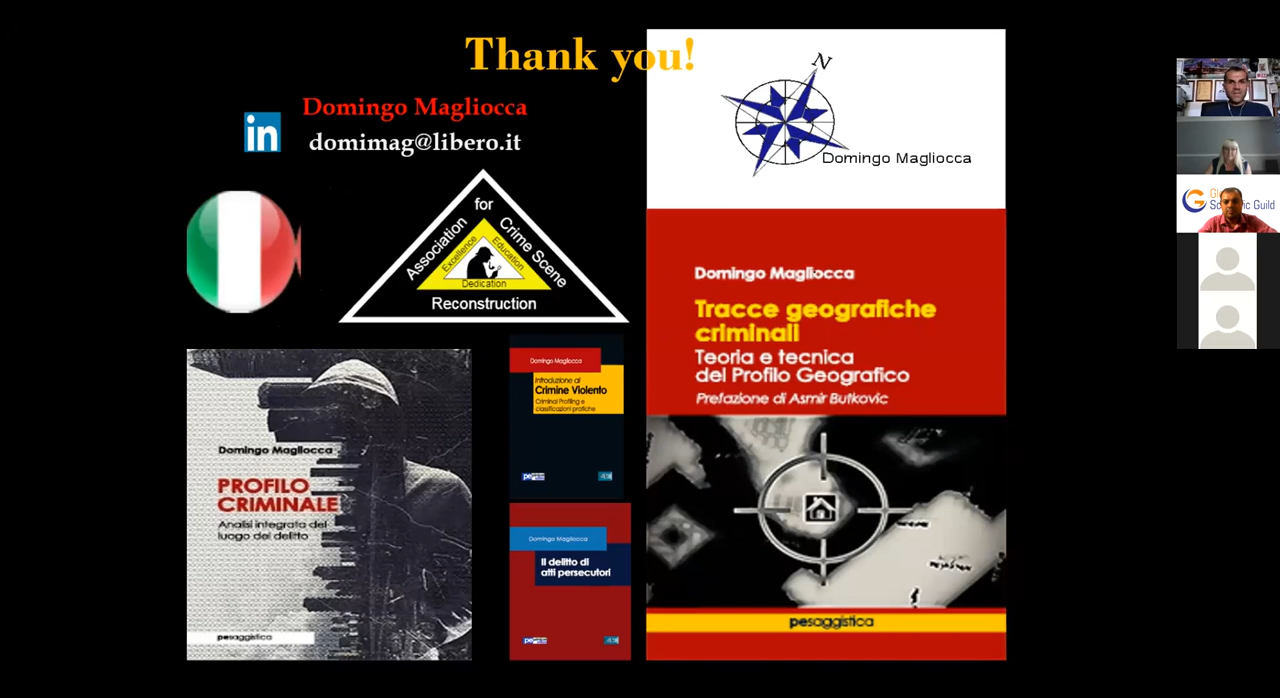 Thank you!
Domingo Magliocca
in
domimag@libero.it
for
Association
Crime Scene
Excellence
Education
Dedication
Reconstruction
N
Domingo Magliocca
Domingo Magliocca
Tracce geografiche
criminali
Teoria e tecnica
del Profilo Geografico
Prefazione di Asmir Butkovic
pesaggistica
Domingo Magliocca
PROFILO
CRIMINALE
Analisi integrata del
luogo del delitto
pesaggistica
Domingo Magliocca
Introduzione al
Crimine Violento
Criminal Profiling e
classificazioni pratiche
Domingo Magliocca
Il delitto di
atti persecutori